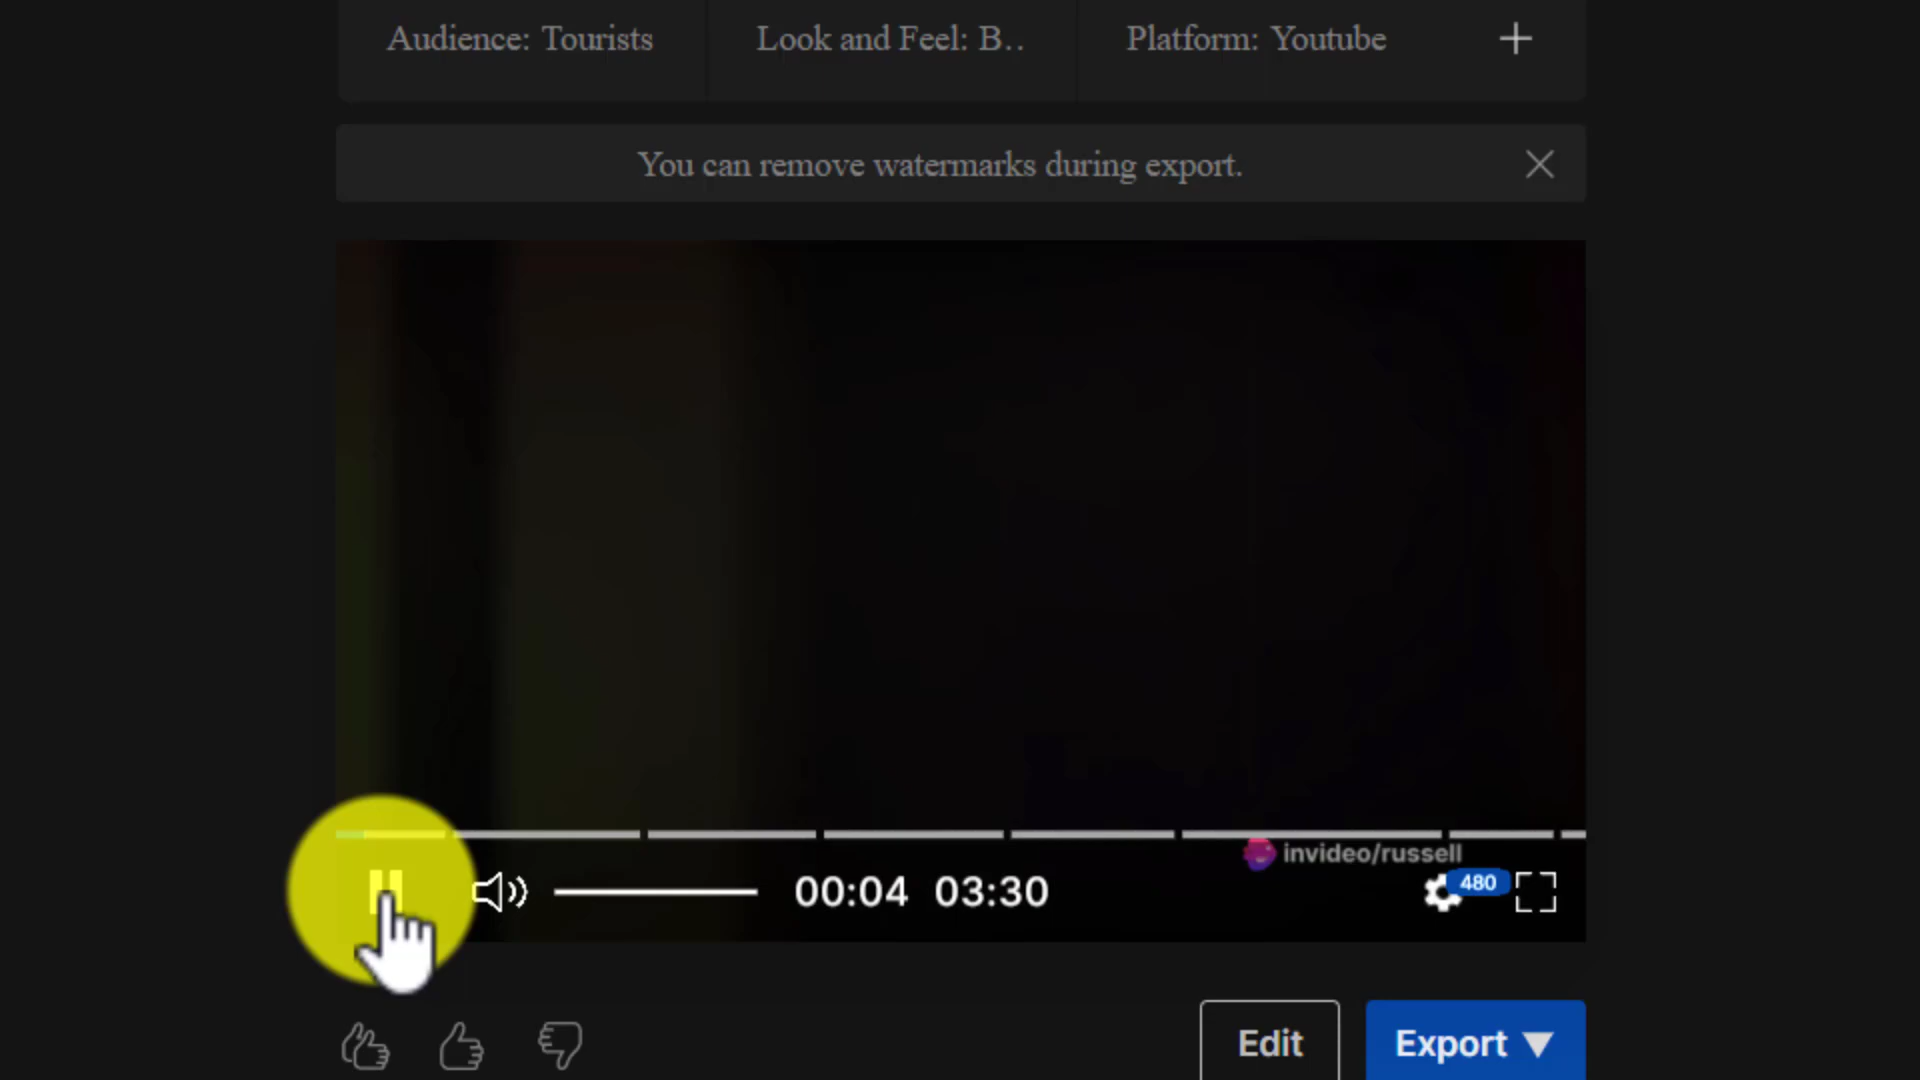 Audience: Tourists
Look and Feel: B..
Platform: Youtube
You can remove watermarks during export.
invideo/russell
00:04 03:30
480
Edit
Export